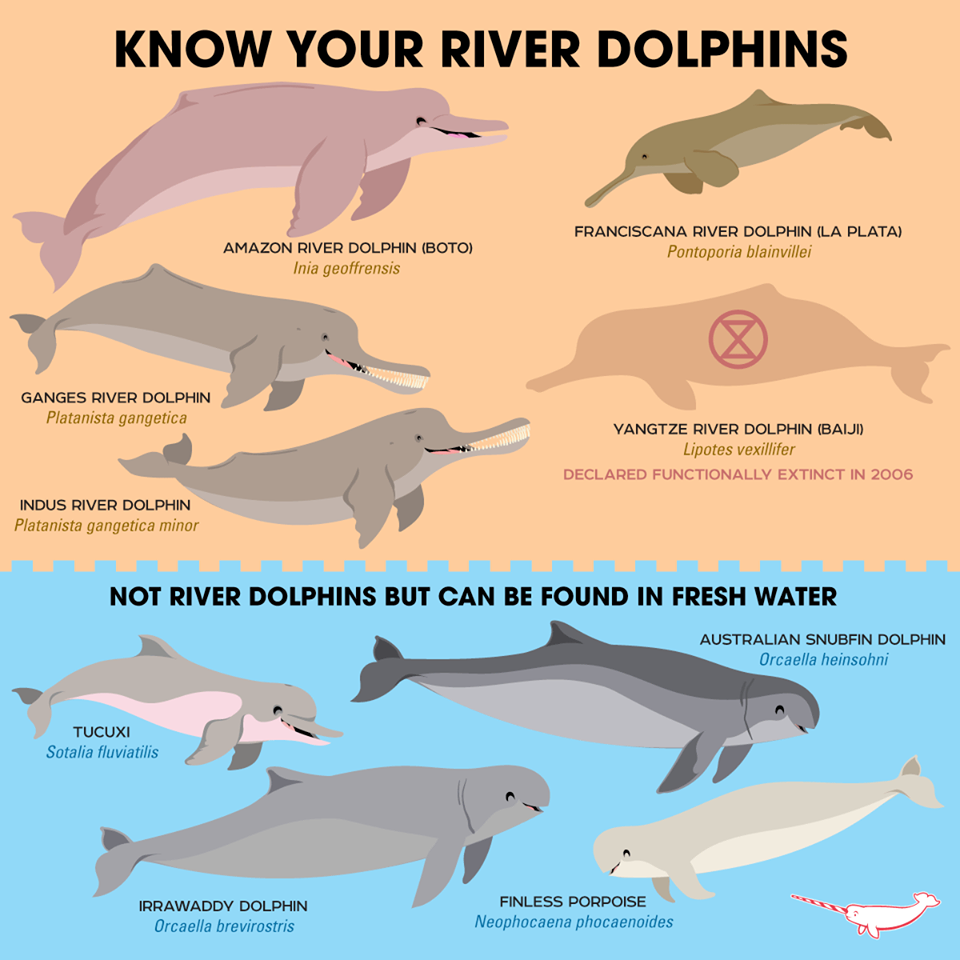 KNOW YOUR RIVER DOLPHINS
AMAZON RIVER DOLPHIN (BOTO)
Inia geoffrensis
FRANCISCANA RIVER DOLPHIN (LA PLATA)
Pontoporia blainvillei
GANGES RIVER DOLPHIN
Platanista gangetica
YANGTZE RIVER DOLPHIN (BAIJI)
Lipotes vexillifer
DECLARED FUNCTIONALLY EXTINCT IN 2006
INDUS RIVER DOLPHIN
Platanista gangetica minor
NOT RIVER DOLPHINS BUT CAN BE FOUND IN FRESH WATER
AUSTRALIAN SNUBFIN DOLPHIN
Orcaella heinsohni
TUCUXI
Sotalia fluviatilis
IRRAWADDY DOLPHIN
Orcaella brevirostris
FINLESS PORPOISE
Neophocaena phocaenoides